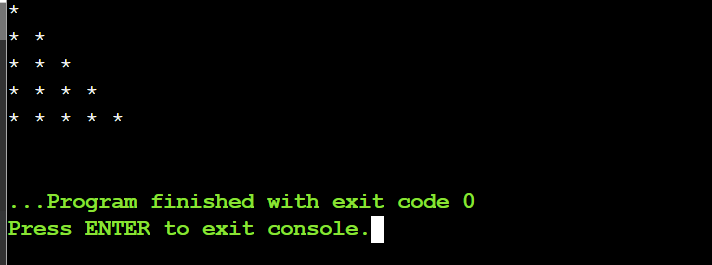 *
* *
* * *
* * * *
* * * * *
...Program finished with exit code 0
Press ENTER to exit console.